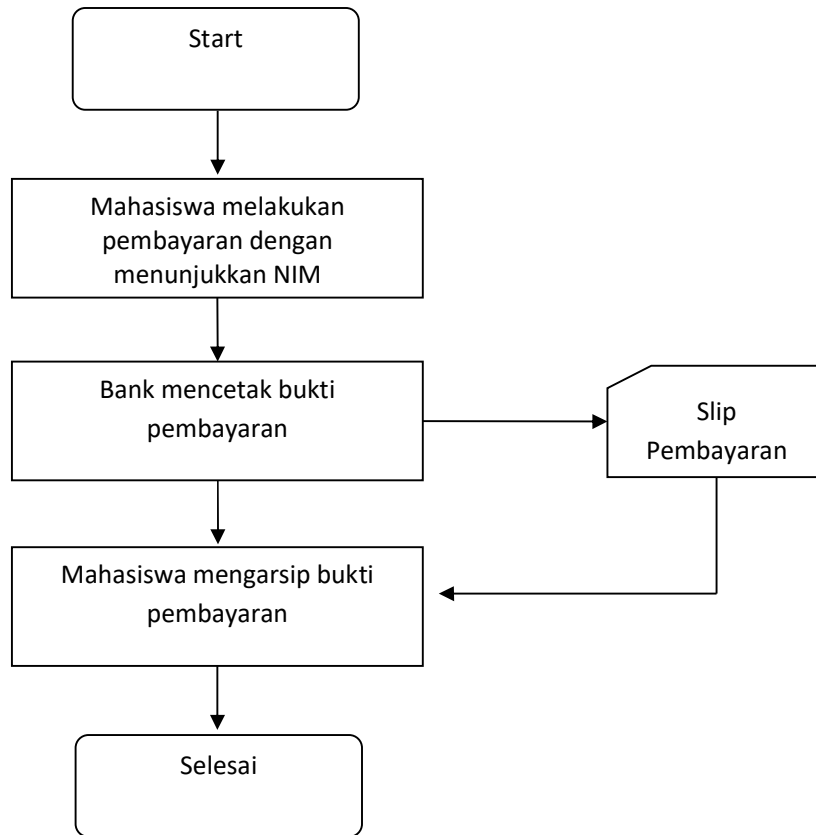 Start
Mahasiswa melakukan
pembayaran dengan
menunjukkan NIM
Bank mencetak bukti
pembayaran
Slip
Pembayaran
Mahasiswa mengarsip bukti
pembayaran
Selesai